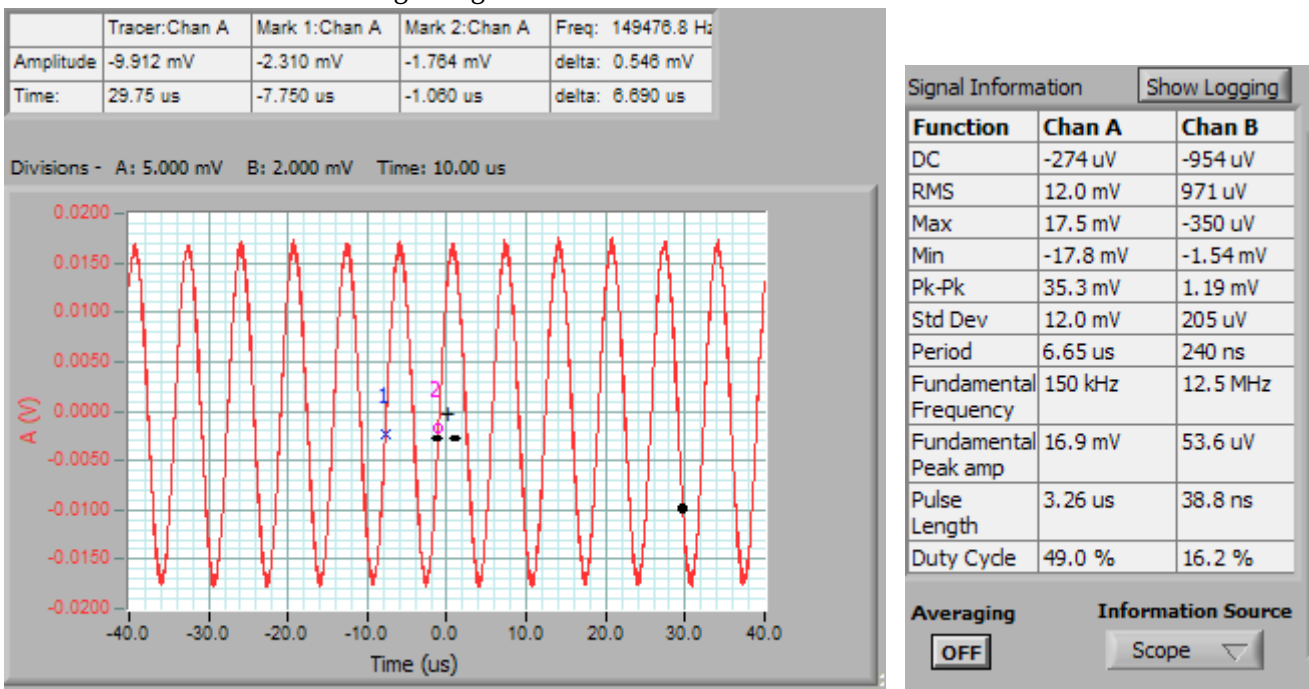 Tracer:Chan A Mark 1:Chan A Mark 2:Chan A Freq: 149476.8 Hz
Amplitude -9.912 mV -2.310 mV -1.764 mV delta: 0.546 mV
Time: 29.75 us -7.750 us -1.060 us delta: 6.690 us
Divisions - A: 5.000 mV B: 2.000 mV Time: 10.00 us
0.0200
0.0150
0.0100
0.0050
0.0000
-0.0050
-0.0100
-0.0150
-0.0200
A (V)
1
2
-40.0 -30.0 -20.0 -10.0 0.0 10.0 20.0 30.0 40.0
Time (us)
Signal Information Show Logging
Function Chan A Chan B
DC -274 uV -954 uV
RMS 12.0 mV 971 uV
Max 17.5 mV -350 uV
Min -17.8 mV -1.54 mV
Pk-Pk 35.3 mV 1.19 mV
Std Dev 12.0 mV 205 uV
Period 6.65 us 240 ns
Fundamental 150 kHz 12.5 MHz
Frequency
Fundamental 16.9 mV 53.6 uV
Peak amp
Pulse 3.26 us 38.8 ns
Length
Duty Cycle 49.0 % 16.2 %
Averaging Information Source
OFF Scope